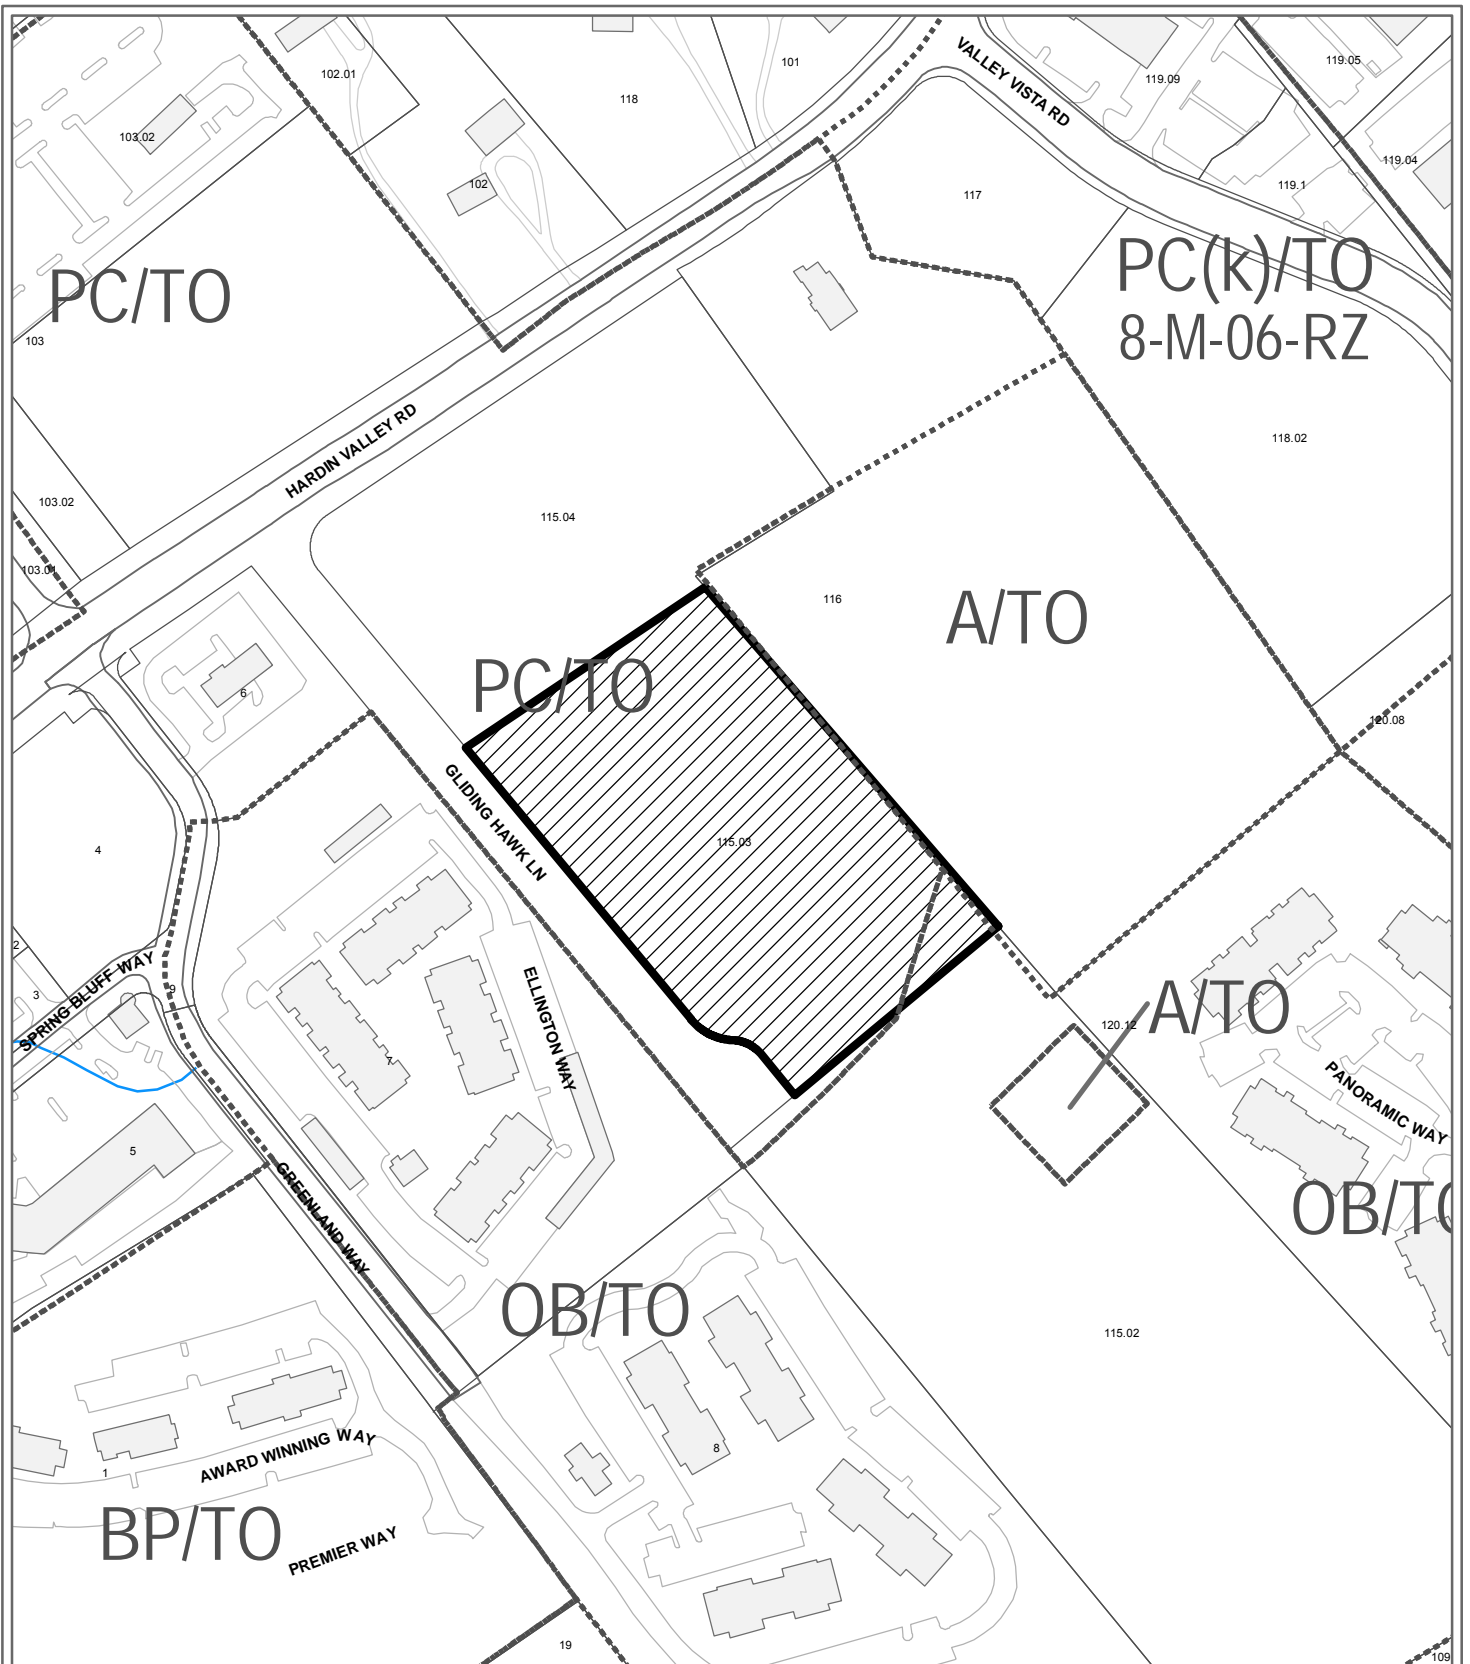 102.01
118
101
VALLEY VISTA RD
119.09
119.05
103.02
102
117
119.1
119.04
PC/TO
PC(k)/TO
8-M-06-RZ
103
HARDIN VALLEY RD
118.02
103.02
115.04
103.01
116
A/TO
PC/TO
6
120.08
GLIDING HAWK LN
115.03
4
2
3
SPRING BLUFF WAY
9
ELLINGTON WAY
7
120.12
A/TO
PANORAMIC WAY
5
GREENLAND WAY
OB/TO
OB/TO
115.02
AWARD WINNING WAY
8
1
BP/TO
PREMIER WAY
19
109